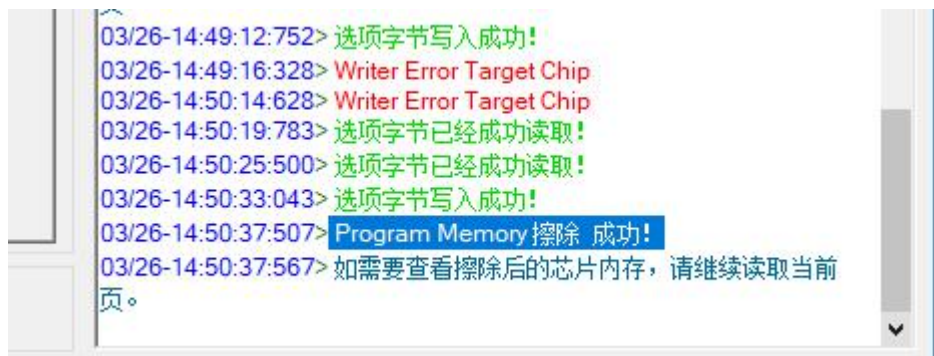 03/26-14:49:12:752> 选项字节写入成功!
03/26-14:49:16:328> Writer Error Target Chip
03/26-14:50:14:628> Writer Error Target Chip
03/26-14:50:19:783> 选项字节已经成功读取!
03/26-14:50:25:500> 选项字节已经成功读取!
03/26-14:50:33:043> 选项字节写入成功!
03/26-14:50:37:507> Program Memory擦除 成功!
03/26-14:50:37:567> 如需要查看擦除后的芯片内存，请继续读取当前
页。